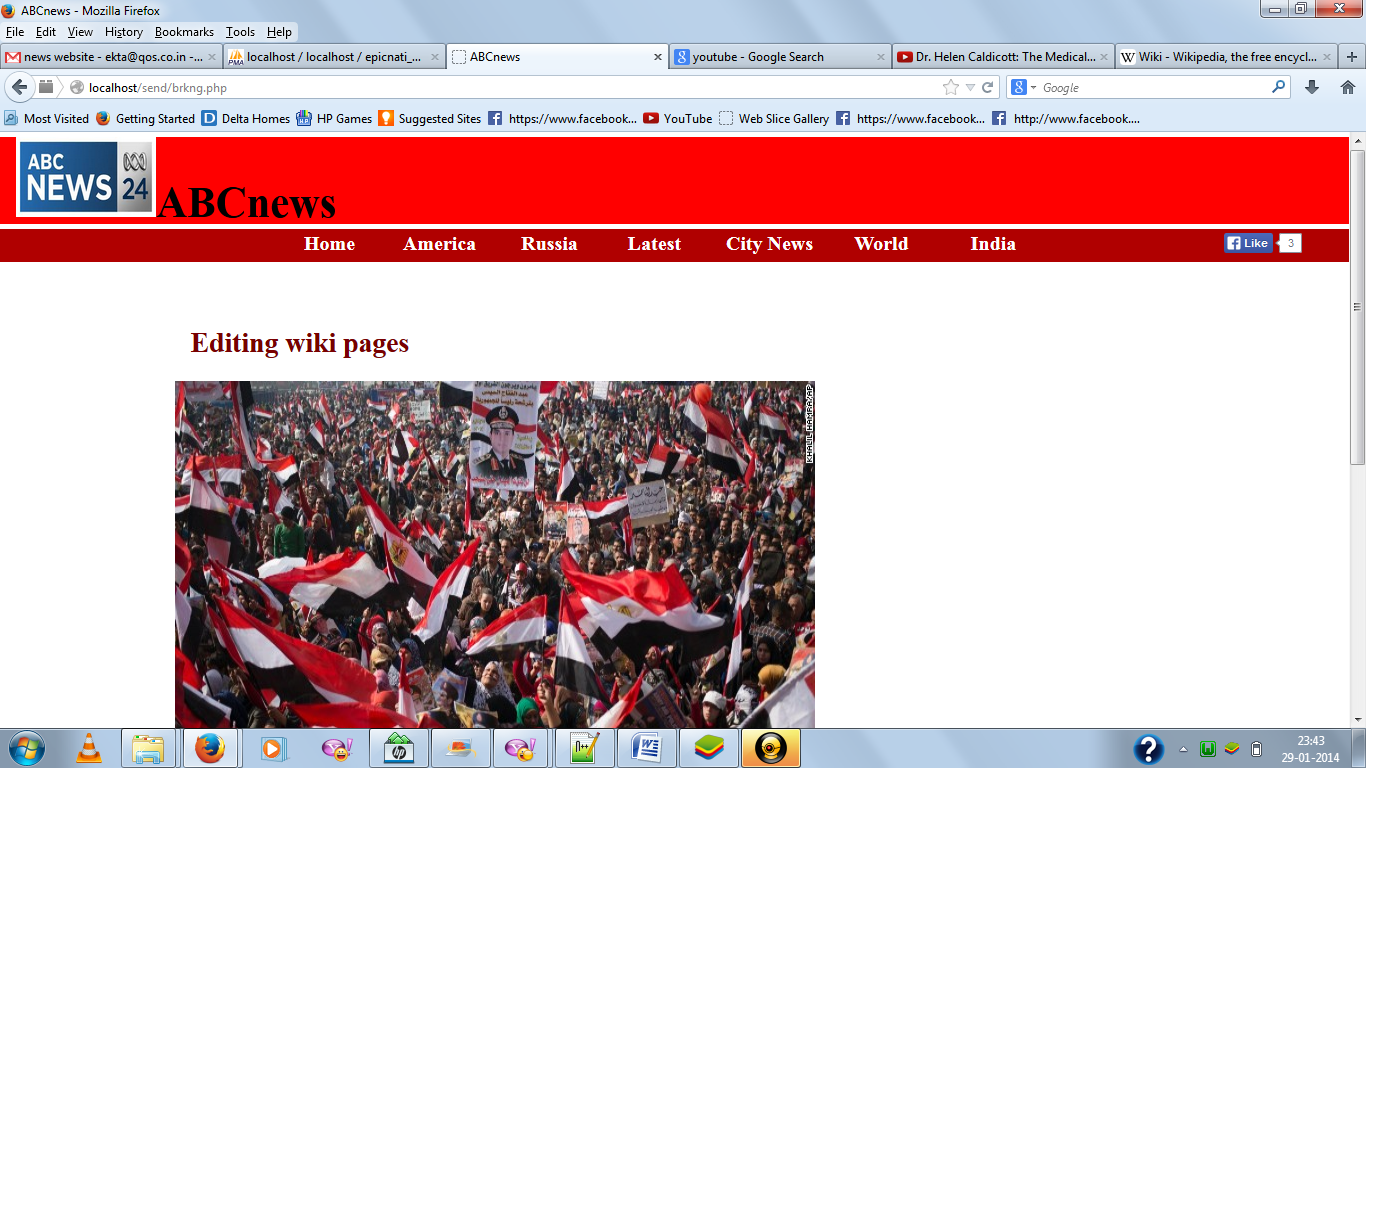 ABCnews - Mozilla Firefox
File Edit View History Bookmarks Tools Help
news website - ekta@qos.co.in -... localhost / localhost / epicnati_... ABCnews youtube - Google Search Dr. Helen Caldicott: The Medical... Wiki - Wikipedia, the free encycl...
localhost/send/brkng.php Google
Most Visited Getting Started Delta Homes HP Games Suggested Sites https://www.facebook... YouTube Web Slice Gallery https://www.facebook... http://www.facebook....
ABC
NEWS 24
ABCnews
Home America Russia Latest City News World India Like 3
Editing wiki pages
عبد الفتاح السيسي
KHALIL HAMRA/AP
23:43
29-01-2014